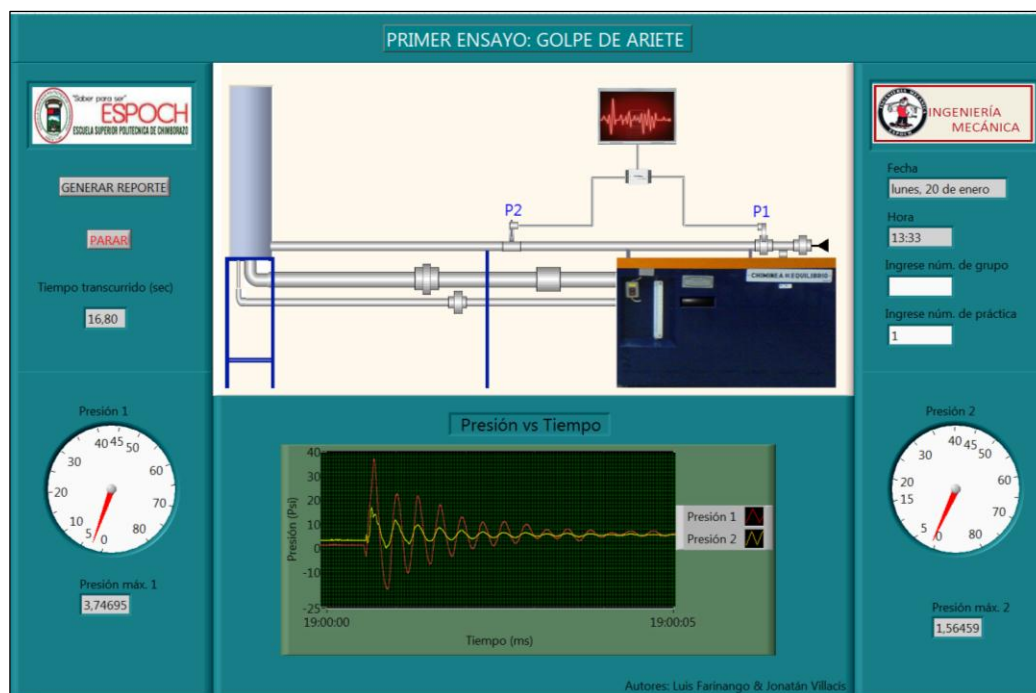 PRIMER ENSAYO: GOLPE DE ARIETE
"Saber para ser"
ESPOCH
ESCUELA SUPERIOR POLITECNICA DE CHIMBORAZO
GENERAR REPORTE
PARAR
Tiempo transcurrido (sec)
16,80
P2
P1
CHIMINEA D EQUILIBRIO
INGENIERÍA
MECÁNICA
Fecha
lunes, 20 de enero
Hora
13:33
Ingrese núm. de grupo
Ingrese núm. de práctica
1
Presión 1
0
5
10
20
30
40
45
50
60
70
80
Presión máx. 1
3,74695
Presión vs Tiempo
Presión (Psi)
40
30
20
10
0
-10
-25
19:00:00
19:00:05
Tiempo (ms)
Presión 1
Presión 2
Presión 2
0
5
15
20
30
40
45
50
60
70
80
Presión máx. 2
1,56459
Autores: Luis Farinango & Jonatán Villacis